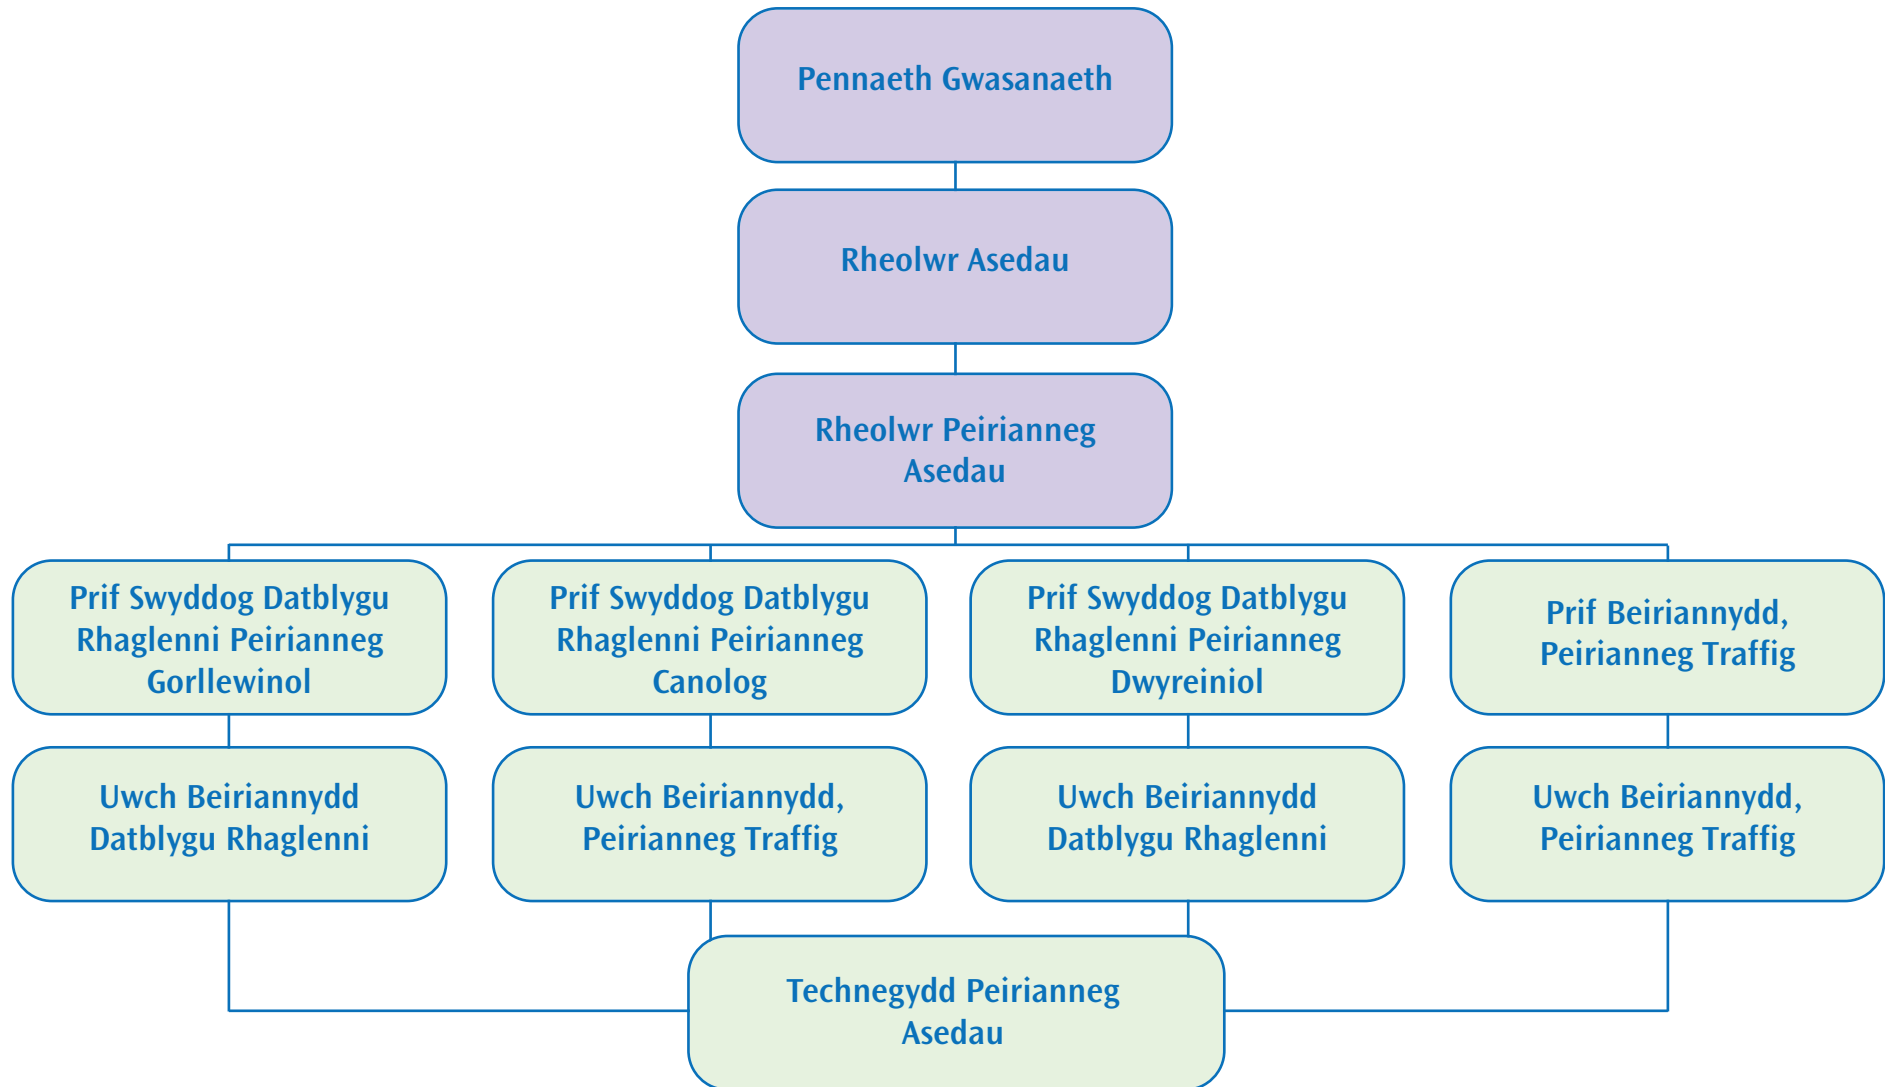 Pennaeth Gwasanaeth
Rheolwr Asedau
Rheolwr Peirianneg
Asedau
Prif Swyddog Datblygu
Rhaglenni Peirianneg
Gorllewinol
Prif Swyddog Datblygu
Rhaglenni Peirianneg
Canolog
Prif Swyddog Datblygu
Rhaglenni Peirianneg
Dwyreiniol
Prif Beiriannydd,
Peirianneg Traffig
Uwch Beiriannydd
Datblygu Rhaglenni
Uwch Beiriannydd,
Peirianneg Traffig
Uwch Beiriannydd
Datblygu Rhaglenni
Uwch Beiriannydd,
Peirianneg Traffig
Technegydd Peirianneg
Asedau